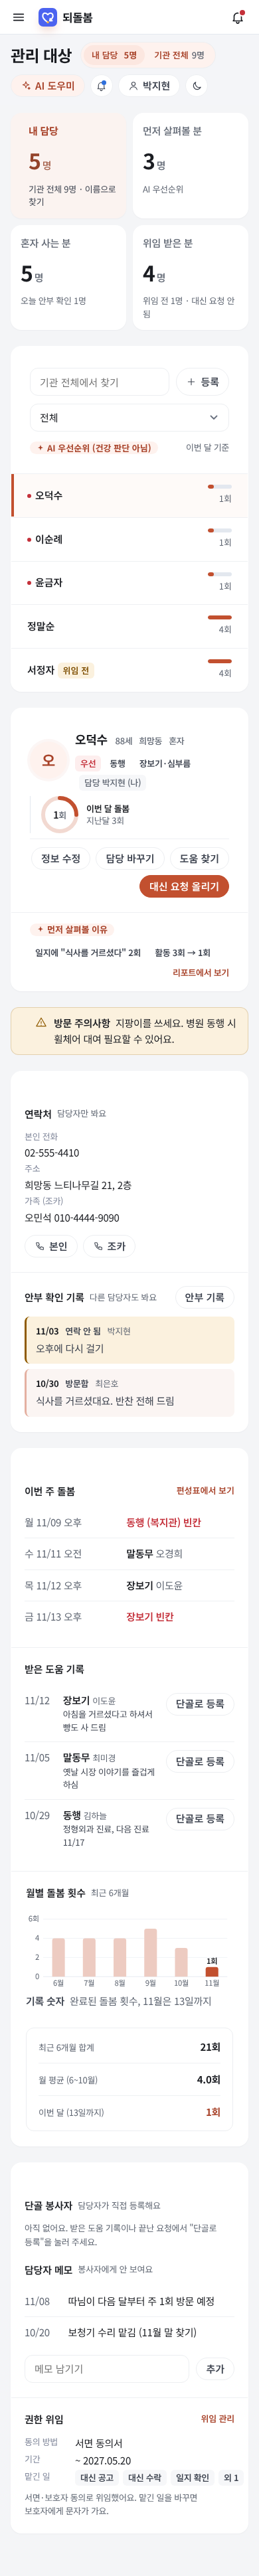 되돌봄
관리 대상
내 담당 5명
기관 전체 9명
AI 도우미
박지현
내 담당
5명
기관 전체 9명 · 이름으로
찾기
먼저 살펴볼 분
3명
AI 우선순위
혼자 사는 분
5명
오늘 안부 확인 1명
위임 받은 분
4명
위임 전 1명 · 대신 요청 안
됨
기관 전체에서 찾기
등록
전체
AI 우선순위 (건강 판단 아님)
이번 달 기준
오덕수
1회
이순례
1회
윤금자
1회
정말순
4회
서정자 위임 전
4회
오
오덕수 88세 희망동 혼자
우선 동행 장보기·심부름
담당 박지현 (나)
1회
이번 달 돌봄
지난달 3회
정보 수정
담당 바꾸기
도움 찾기
대신 요청 올리기
먼저 살펴볼 이유
일지에 "식사를 거르셨다" 2회 활동 3회 → 1회
리포트에서 보기
방문 주의사항 지팡이를 쓰세요. 병원 동행 시
휠체어 대여 필요할 수 있어요.
연락처 담당자만 봐요
본인 전화
02-555-4410
주소
희망동 느티나무길 21, 2층
가족 (조카)
오민석 010-4444-9090
본인
조카
안부 확인 기록 다른 담당자도 봐요
안부 기록
11/03 연락 안 됨 박지현
오후에 다시 걸기
10/30 방문함 최은호
식사를 거르셨대요. 반찬 전해 드림
이번 주 돌봄
편성표에서 보기
월 11/09 오후 동행 (복지관) 빈칸
수 11/11 오전 말동무 오경희
목 11/12 오후 장보기 이도윤
금 11/13 오후 장보기 빈칸
받은 도움 기록
11/12 장보기 이도윤
아침을 거르셨다고 하셔서
빵도 사 드림
단골로 등록
11/05 말동무 최미경
옛날 시장 이야기를 즐겁게
하심
단골로 등록
10/29 동행 김하늘
정형외과 진료, 다음 진료
11/17
단골로 등록
월별 돌봄 횟수 최근 6개월
6회
4
2
0
1회
6월 7월 8월 9월 10월 11월
기록 숫자 완료된 돌봄 횟수, 11월은 13일까지
최근 6개월 합계 21회
월 평균 (6~10월) 4.0회
이번 달 (13일까지) 1회
단골 봉사자 담당자가 직접 등록해요
아직 없어요. 받은 도움 기록이나 끝난 요청에서 "단골로
등록"을 눌러 주세요.
담당자 메모 봉사자에게 안 보여요
11/08 따님이 다음 달부터 주 1회 방문 예정
10/20 보청기 수리 맡김 (11월 말 찾기)
메모 남기기
추가
권한 위임
위임 관리
동의 방법 서면 동의서
기간 ~ 2027.05.20
맡긴 일 대신 공고 대신 수락 일지 확인 외 1
서면·보호자 동의로 위임했어요. 맡긴 일을 바꾸면
보호자에게 문자가 가요.